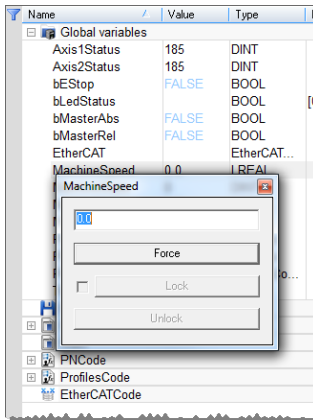 Name Value Type
Global variables
Axis1Status 185 DINT
Axis2Status 185 DINT
bEStop FALSE BOOL
bLedStatus BOOL
bMasterAbs FALSE BOOL
bMasterRel FALSE BOOL
EtherCAT EtherCAT...
MachineSpeed 0.0 LREAL
MachineSpeed
0.0
Force
Lock
Unlock
PNCode
ProfilesCode
EtherCATCode